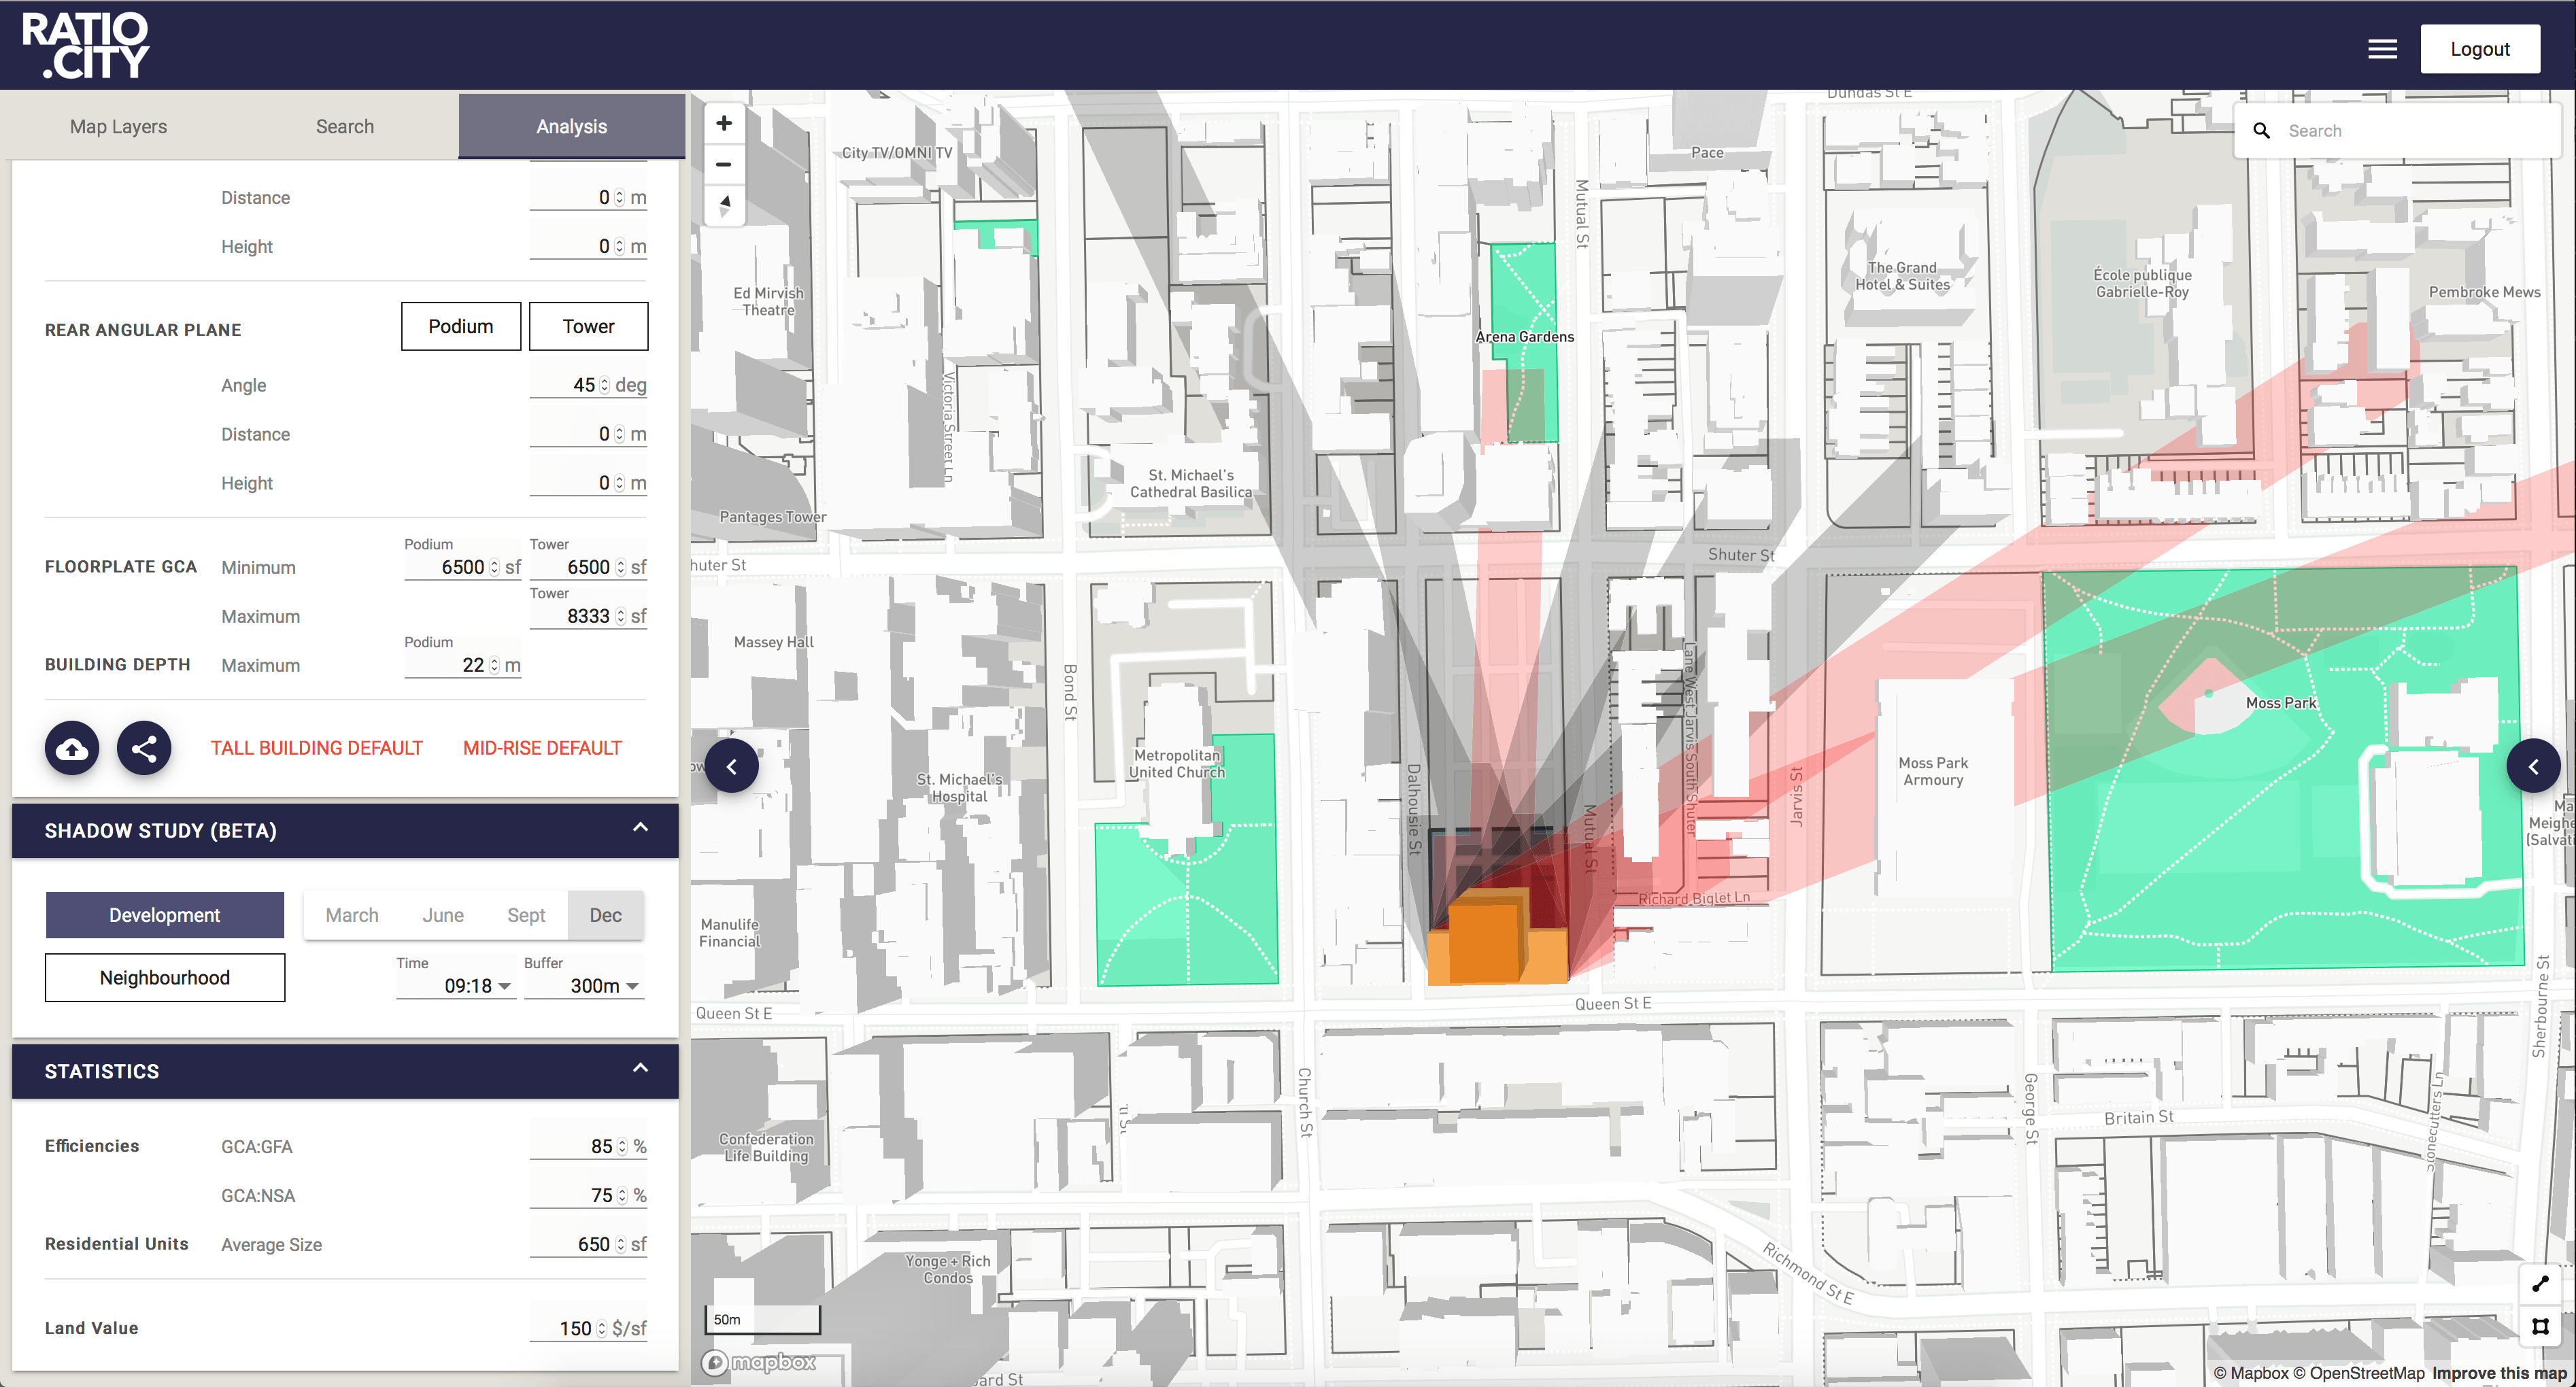 RATIO
.CITY
Logout
Map Layers
Search
Analysis
Distance
0 m
Height
0 m
REAR ANGULAR PLANE
Podium
Tower
Angle
45 deg
Distance
0 m
Height
0 m
Podium
Tower
FLOORPLATE GCA
Minimum
6500 sf
6500 sf
Tower
Maximum
8333 sf
Podium
BUILDING DEPTH
Maximum
22 m
TALL BUILDING DEFAULT
MID-RISE DEFAULT
SHADOW STUDY (BETA)
Development
March
June
Sept
Dec
Neighbourhood
Time
09:18
Buffer
300m
STATISTICS
Efficiencies
GCA:GFA
85 %
GCA:NSA
75 %
Residential Units
Average Size
650 sf
Land Value
150 $/sf
Search
Dundas St E
City TV/OMNI TV
Pace
Mutual St
Ed Mirvish
Theatre
The Grand
Hotel & Suites
École publique
Gabrielle-Roy
Pembroke Mews
Arena Gardens
Victoria Street Ln
St. Michael's
Cathedral Basilica
Pantages Tower
huter St
Shuter St
Massey Hall
Bond St
Lane West Jarvis South Shuter
Moss Park
Metropolitan
United Church
St. Michael's
Hospital
Dalhousie St
Mutual St
Jarvis St
Moss Park
Armoury
Ma
Meighe
(Salvati
Richard Biglet Ln
Manulife
Financial
Queen St E
Queen St E
Sherbourne St
Church St
George St
Britain St
Stonecutters Ln
Confederation
Life Building
Yonge + Rich
Condos
Richmond St E
50m
mapbox
ard St
© Mapbox © OpenStreetMap Improve this map